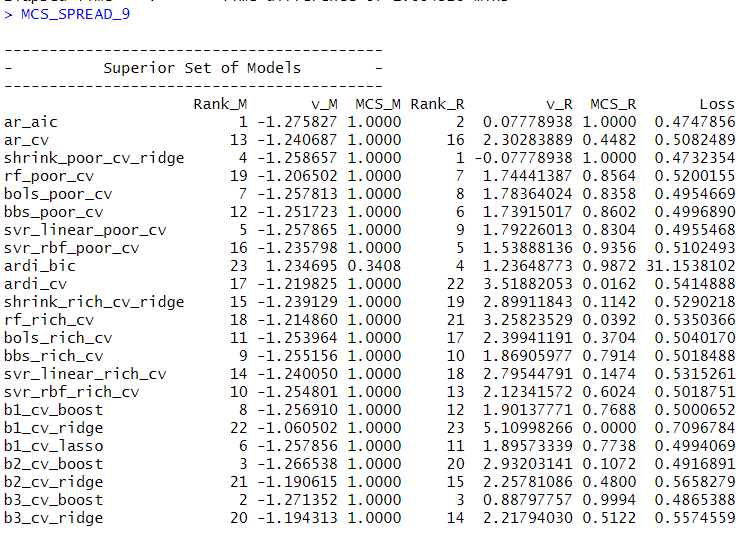 > MCS_SPREAD_9
------------------------------------------
-          Superior Set of Models        -
------------------------------------------
                     Rank_M       v_M  MCS_M Rank_R         v_R  MCS_R       Loss
ar_aic                    1 -1.275827 1.0000      2  0.07778938 1.0000  0.4747856
ar_cv                    13 -1.240687 1.0000     16  2.30283889 0.4482  0.5082489
shrink_poor_cv_ridge      4 -1.258657 1.0000      1 -0.07778938 1.0000  0.4732354
rf_poor_cv               19 -1.206502 1.0000      7  1.74441387 0.8564  0.5200155
bols_poor_cv              7 -1.257813 1.0000      8  1.78364024 0.8358  0.4954669
bbs_poor_cv              12 -1.251723 1.0000      6  1.73915017 0.8602  0.4996890
svr_linear_poor_cv        5 -1.257865 1.0000      9  1.79226013 0.8304  0.4955468
svr_rbf_poor_cv          16 -1.235798 1.0000      5  1.53888136 0.9356  0.5102493
ardi_bic                 23  1.234695 0.3408      4  1.23648773 0.9872 31.1538102
ardi_cv                  17 -1.219825 1.0000     22  3.51882053 0.0162  0.5414888
shrink_rich_cv_ridge     15 -1.239129 1.0000     19  2.89911843 0.1142  0.5290218
rf_rich_cv               18 -1.214860 1.0000     21  3.25823529 0.0392  0.5350366
bols_rich_cv             11 -1.253964 1.0000     17  2.39941191 0.3704  0.5040170
bbs_rich_cv               9 -1.255156 1.0000     10  1.86905977 0.7914  0.5018488
svr_linear_rich_cv       14 -1.240050 1.0000     18  2.79544791 0.1474  0.5315261
svr_rbf_rich_cv          10 -1.254801 1.0000     13  2.12341572 0.6024  0.5018751
b1_cv_boost               8 -1.256910 1.0000     12  1.90137771 0.7688  0.5000652
b1_cv_ridge              22 -1.060502 1.0000     23  5.10998266 0.0000  0.7096784
b1_cv_lasso               6 -1.257856 1.0000     11  1.89573339 0.7738  0.4994069
b2_cv_boost               3 -1.266538 1.0000     20  2.93203141 0.1072  0.4916891
b2_cv_ridge              21 -1.190615 1.0000     15  2.25781086 0.4800  0.5658279
b3_cv_boost               2 -1.271352 1.0000      3  0.88797757 0.9994  0.4865388
b3_cv_ridge              20 -1.194313 1.0000     14  2.21794030 0.5122  0.5574559